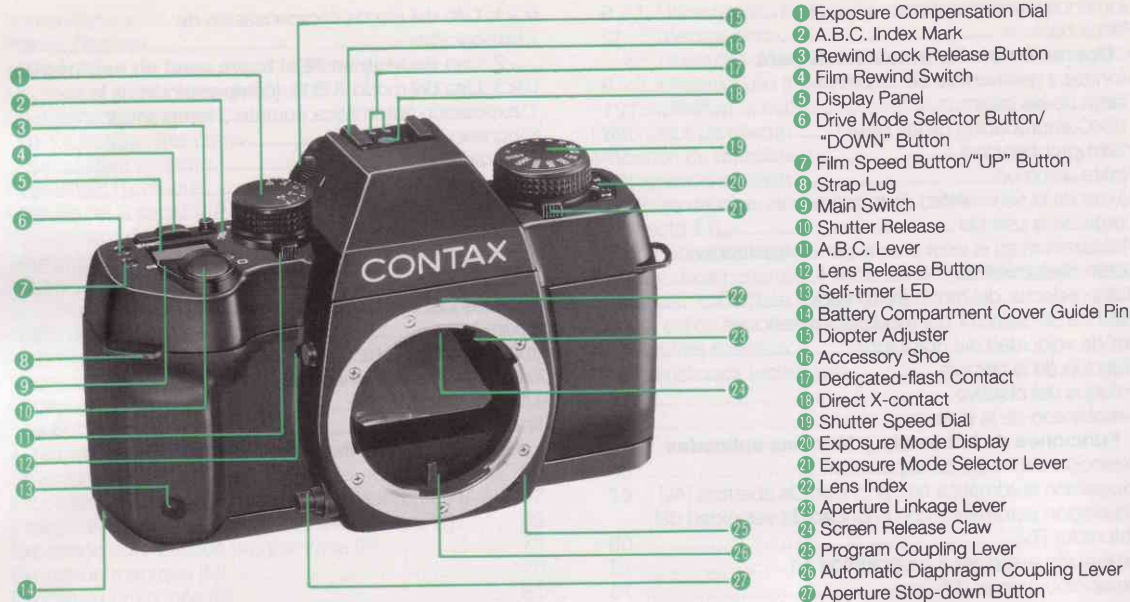 CONTAX
1 Exposure Compensation Dial
2 A.B.C. Index Mark
3 Rewind Lock Release Button
4 Film Rewind Switch
5 Display Panel
6 Drive Mode Selector Button/
"DOWN" Button
7 Film Speed Button/"UP" Button
8 Strap Lug
9 Main Switch
10 Shutter Release
11 A.B.C. Lever
12 Lens Release Button
13 Self-timer LED
14 Battery Compartment Cover Guide Pin
15 Diopter Adjuster
16 Accessory Shoe
17 Dedicated-flash Contact
18 Direct X-contact
19 Shutter Speed Dial
20 Exposure Mode Display
21 Exposure Mode Selector Lever
22 Lens Index
23 Aperture Linkage Lever
24 Screen Release Claw
25 Program Coupling Lever
26 Automatic Diaphragm Coupling Lever
27 Aperture Stop-down Button